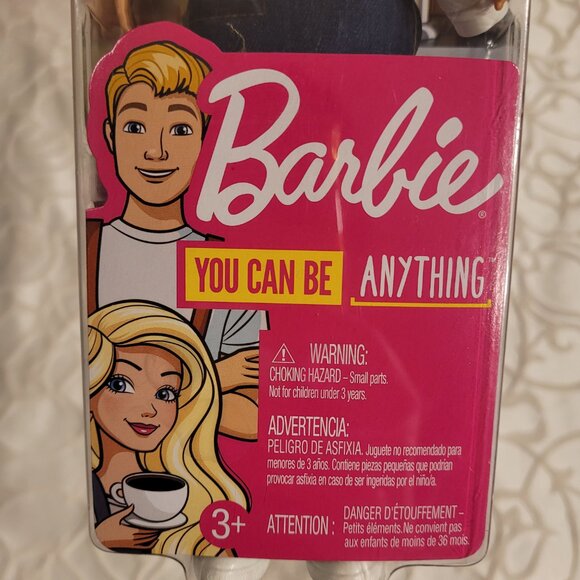 Barbie®
YOU CAN BE ANYTHING™
WARNING:
CHOKING HAZARD – Small parts.
Not for children under 3 years.
ADVERTENCIA:
PELIGRO DE ASFIXIA. Juguete no recomendado para
menores de 3 años. Contiene piezas pequeñas que podrían
provocar asfixia en caso de ser ingeridas por el niño/a.
3+
ATTENTION :
DANGER D'ÉTOUFFEMENT –
Petits éléments. Ne convient pas
aux enfants de moins de 36 mois.